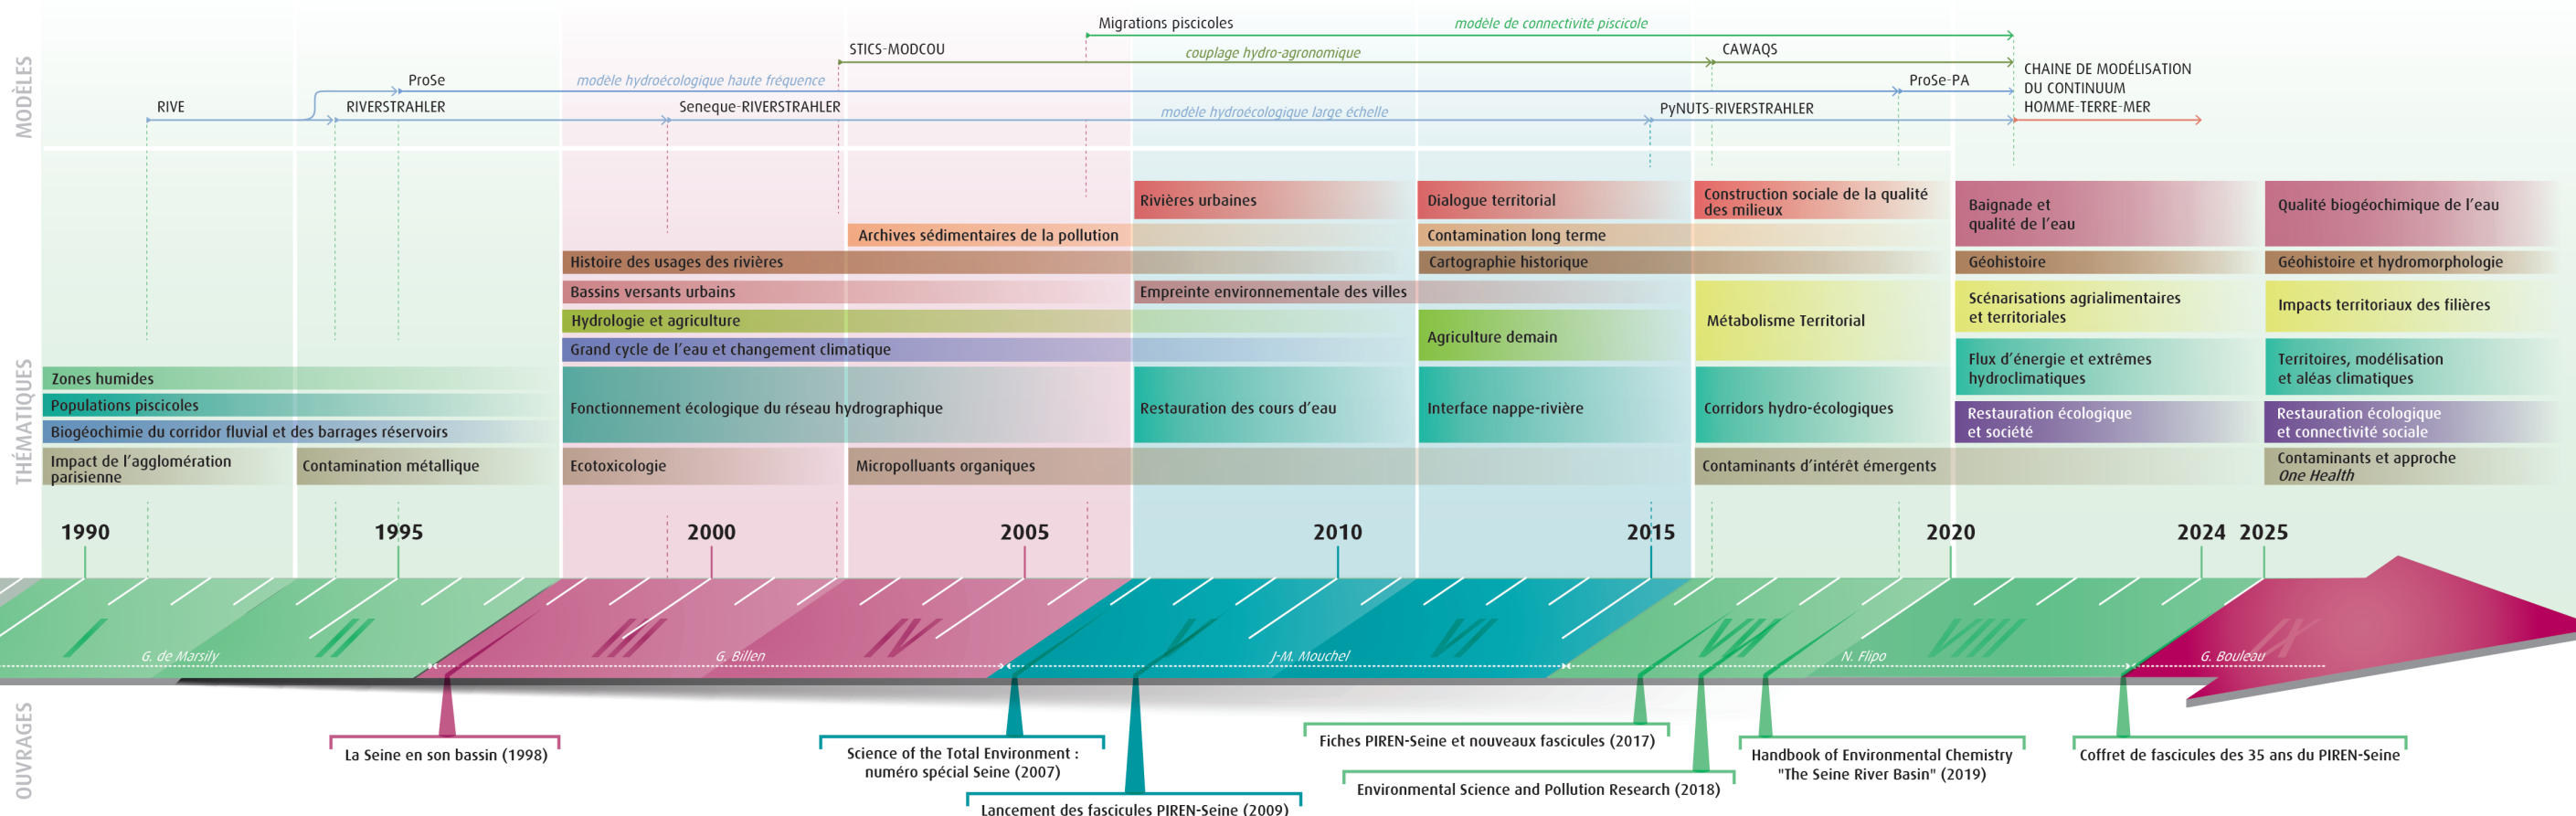 MODÈLES
Migrations piscicoles
modèle de connectivité piscicole
STICS-MODCOU
couplage hydro-agronomique
CAWAQS
ProSe
modèle hydroécologique haute fréquence
ProSe-PA
RIVE
RIVERSTRAHLER
Seneque-RIVERSTRAHLER
modèle hydroécologique large échelle
PyNUTS-RIVERSTRAHLER
CHAINE DE MODÉLISATION
DU CONTINUUM
HOMME-TERRE-MER
THÉMATIQUES
Rivières urbaines
Dialogue territorial
Construction sociale de la qualité
des milieux
Baignade et
qualité de l'eau
Qualité biogéochimique de l'eau
Archives sédimentaires de la pollution
Contamination long terme
Histoire des usages des rivières
Cartographie historique
Géohistoire
Géohistoire et hydromorphologie
Bassins versants urbains
Empreinte environnementale des villes
Métabolisme Territorial
Scénarisations agrialimentaires
et territoriales
Impacts territoriaux des filières
Hydrologie et agriculture
Agriculture demain
Grand cycle de l'eau et changement climatique
Flux d'énergie et extrêmes
hydroclimatiques
Territoires, modélisation
et aléas climatiques
Zones humides
Populations piscicoles
Biogéochimie du corridor fluvial et des barrages réservoirs
Fonctionnement écologique du réseau hydrographique
Restauration des cours d'eau
Interface nappe-rivière
Corridors hydro-écologiques
Restauration écologique
et société
Restauration écologique
et connectivité sociale
Impact de l'agglomération
parisienne
Contamination métallique
Ecotoxicologie
Micropolluants organiques
Contaminants d'intérêt émergents
Contaminants et approche
One Health
1990
1995
2000
2005
2010
2015
2020
2024
2025
I
II
III
IV
V
VI
VII
VIII
IX
G. de Marsily
G. Billen
J-M. Mouchel
N. Flipo
G. Bouleau
OUVRAGES
La Seine en son bassin (1998)
Science of the Total Environment :
numéro spécial Seine (2007)
Lancement des fascicules PIREN-Seine (2009)
Fiches PIREN-Seine et nouveaux fascicules (2017)
Environmental Science and Pollution Research (2018)
Handbook of Environmental Chemistry
"The Seine River Basin" (2019)
Coffret de fascicules des 35 ans du PIREN-Seine